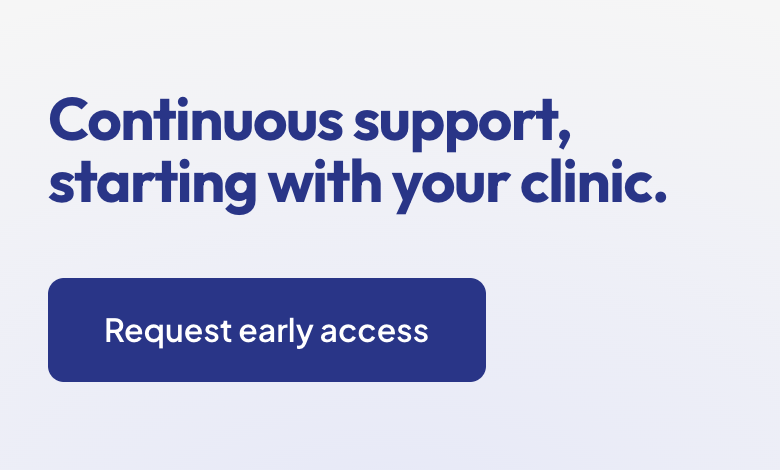 Continuous support,
starting with your clinic.
Request early access